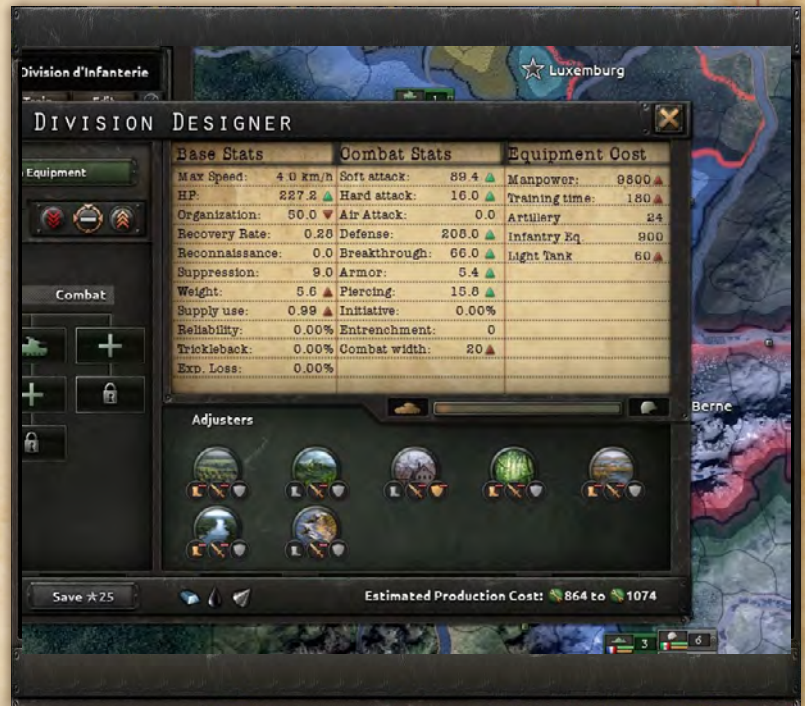 Division d'Infanterie
Luxemburg
1
DIVISION DESIGNER
Equipment
Combat
Base Stats
Max Speed: 4.0 km/h
HP: 227.2
Organization: 50.0
Recovery Rate: 0.28
Reconnaissance: 0.0
Suppression: 9.0
Weight: 5.6
Supply use: 0.99
Reliability: 0.00%
Trickleback: 0.00%
Exp. Loss: 0.00%
Combat Stats
Soft attack: 89.4
Hard attack: 16.0
Air Attack: 0.0
Defense: 208.0
Breakthrough: 66.0
Armor: 5.4
Piercing: 15.8
Initiative: 0.00%
Entrenchment: 0
Combat width: 20
Equipment Cost
Manpower: 9800
Training time: 180
Artillery 24
Infantry Eq. 900
Light Tank 60
Berne
Adjusters
Save ★25
Estimated Production Cost: 864 to 1074
3
6